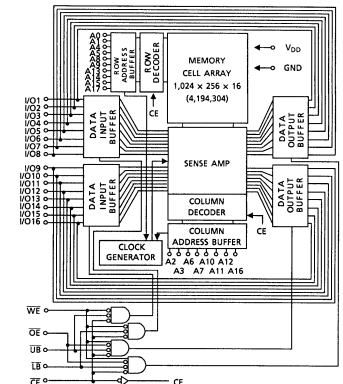 A0
A1
A4
A5
A8
A9
A17
ROW ADDRESS BUFFER
ROW DECODER
CE
MEMORY CELL ARRAY
1,024 x 256 x 16
(4,194,304)
VDD
GND
I/O1
I/O2
I/O3
I/O4
I/O5
I/O6
I/O7
I/O8
DATA INPUT BUFFER
DATA OUTPUT BUFFER
SENSE AMP
I/O9
I/O10
I/O11
I/O12
I/O13
I/O14
I/O15
I/O16
DATA INPUT BUFFER
DATA OUTPUT BUFFER
COLUMN DECODER
CE
COLUMN ADDRESS BUFFER
CLOCK GENERATOR
A2 A6 A10 A12
A3 A7 A11 A16
WE
OE
UB
LB
CE
CE